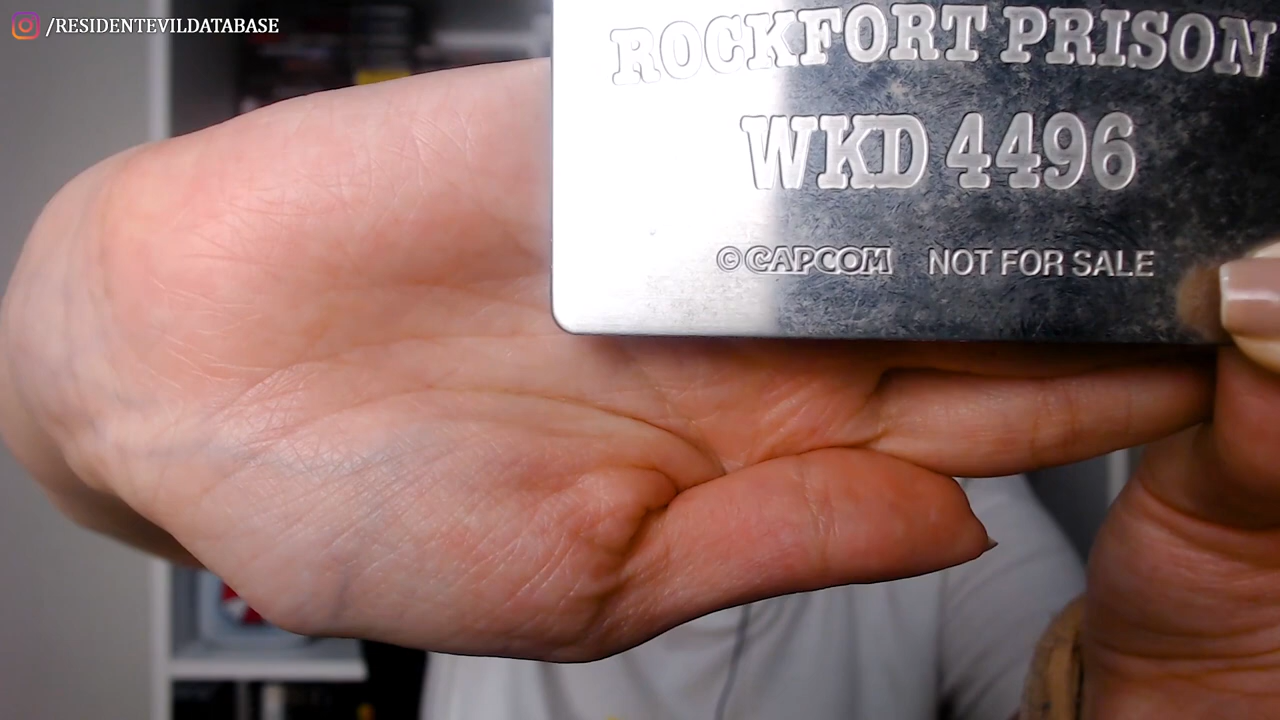 /RESIDENTEVILDATABASE
ROCKFORT PRISON
WKD 4496
©CAPCOM NOT FOR SALE